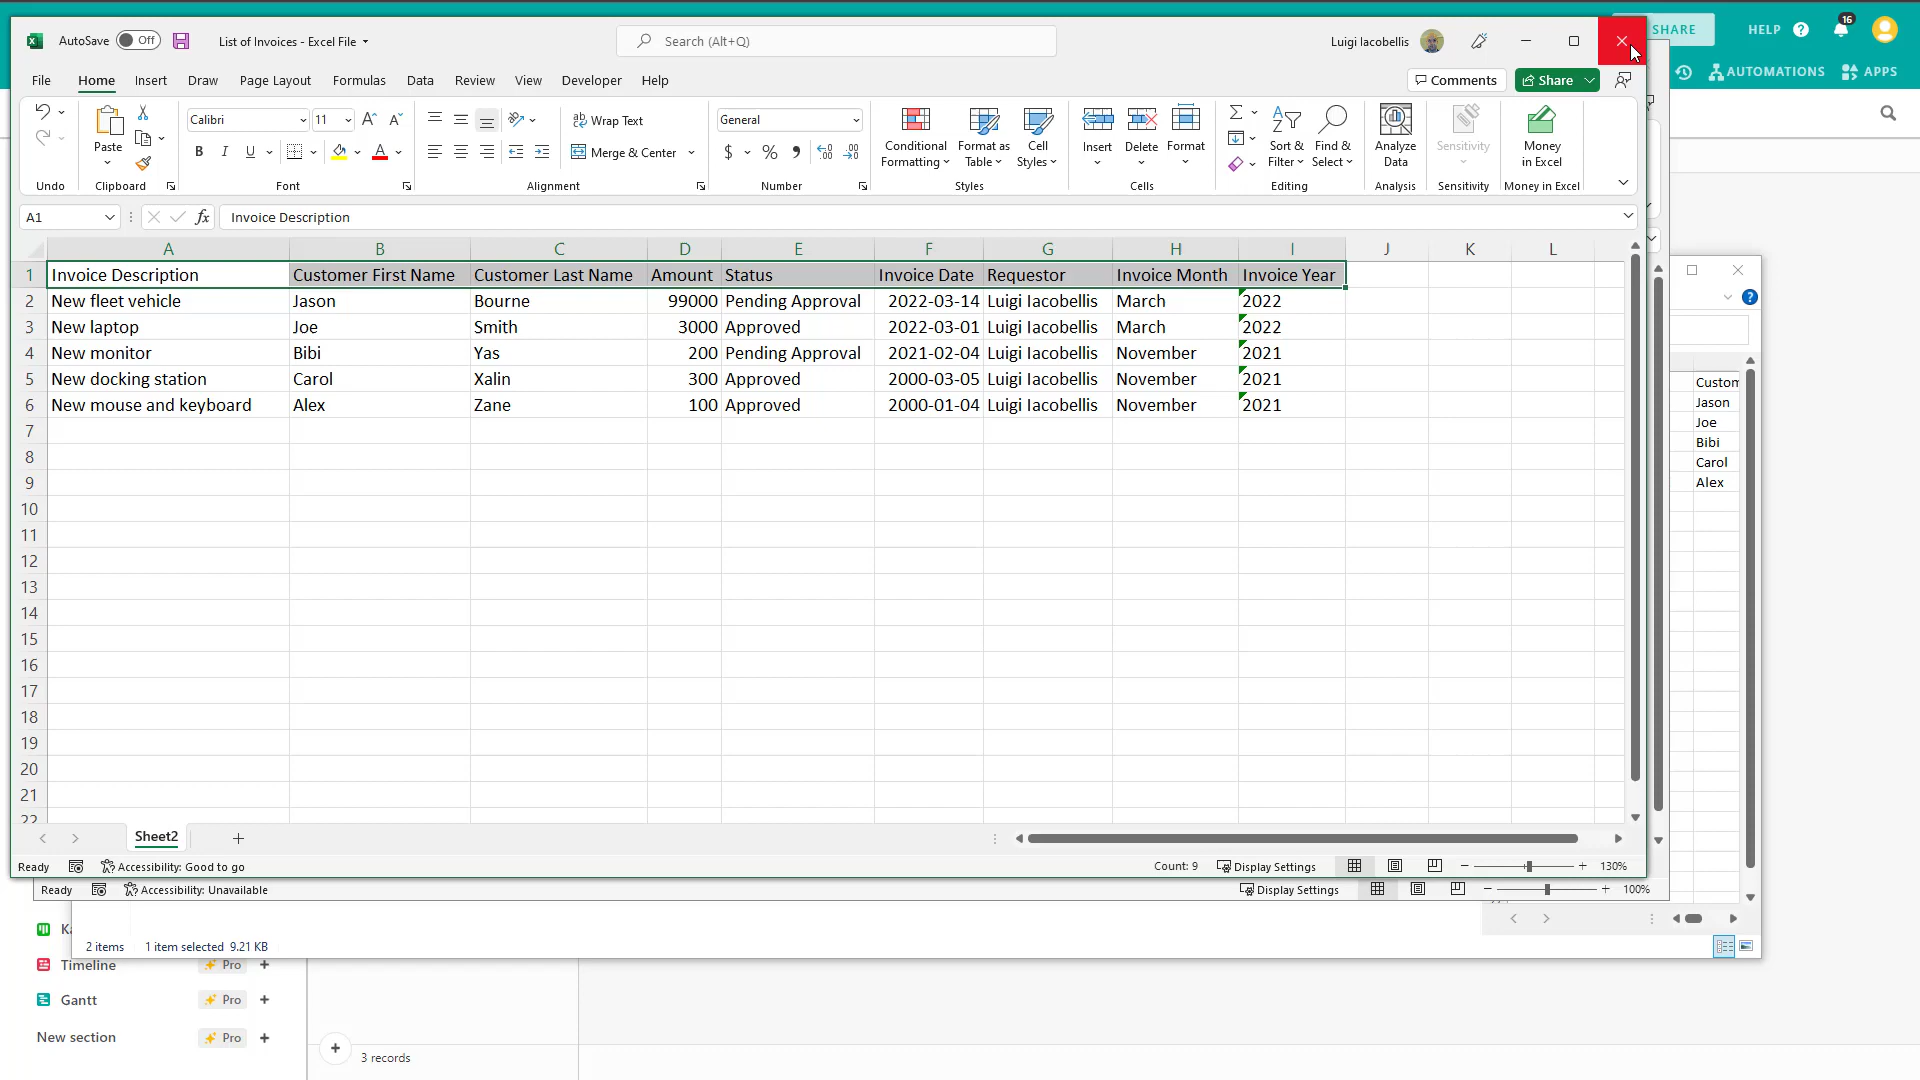 AutoSave Off List of Invoices - Excel File Search (Alt+Q) Luigi Iacobellis
SHARE HELP 16
AUTOMATIONS APPS
File Home Insert Draw Page Layout Formulas Data Review View Developer Help Comments Share
Calibri 11 Wrap Text General
Paste B I U Merge & Center $ % Conditional Formatting Format as Table Cell Styles Insert Delete Format Sort & Filter Find & Select Analyze Data Sensitivity Money in Excel
Undo Clipboard Font Alignment Number Styles Cells Editing Analysis Sensitivity Money in Excel
A1 fx Invoice Description
A B C D E F G H I J K L
1 Invoice Description Customer First Name Customer Last Name Amount Status Invoice Date Requestor Invoice Month Invoice Year
2 New fleet vehicle Jason Bourne 99000 Pending Approval 2022-03-14 Luigi Iacobellis March 2022
3 New laptop Joe Smith 3000 Approved 2022-03-01 Luigi Iacobellis March 2022
4 New monitor Bibi Yas 200 Pending Approval 2021-02-04 Luigi Iacobellis November 2021
5 New docking station Carol Xalin 300 Approved 2000-03-05 Luigi Iacobellis November 2021
6 New mouse and keyboard Alex Zane 100 Approved 2000-01-04 Luigi Iacobellis November 2021
7
8
9
10
11
12
13
14
15
16
17
18
19
20
21
22
Custom
Jason
Joe
Bibi
Carol
Alex
Sheet2
Ready Accessibility: Good to go Count: 9 Display Settings 130%
Ready Accessibility: Unavailable Display Settings 100%
Ka
2 items 1 item selected 9.21 KB
Timeline Pro
Gantt Pro
New section Pro
3 records